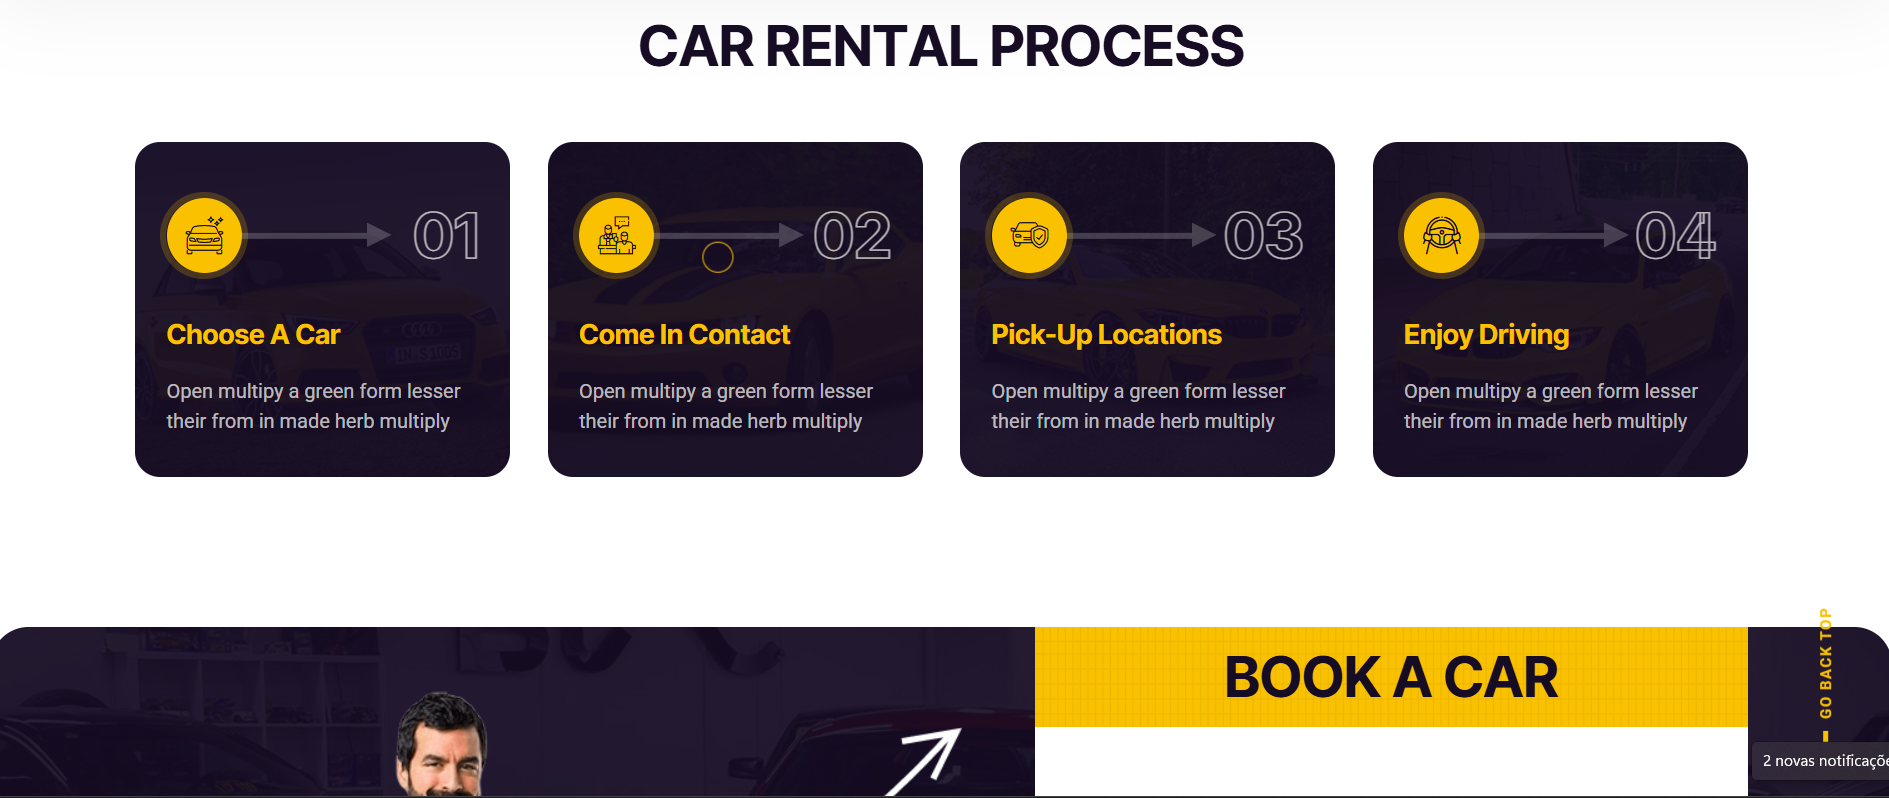 CAR RENTAL PROCESS
01
Choose A Car
Open multipy a green form lesser
their from in made herb multiply
02
Come In Contact
Open multipy a green form lesser
their from in made herb multiply
03
Pick-Up Locations
Open multipy a green form lesser
their from in made herb multiply
04
Enjoy Driving
Open multipy a green form lesser
their from in made herb multiply
BOOK A CAR
GO BACK TOP
2 novas